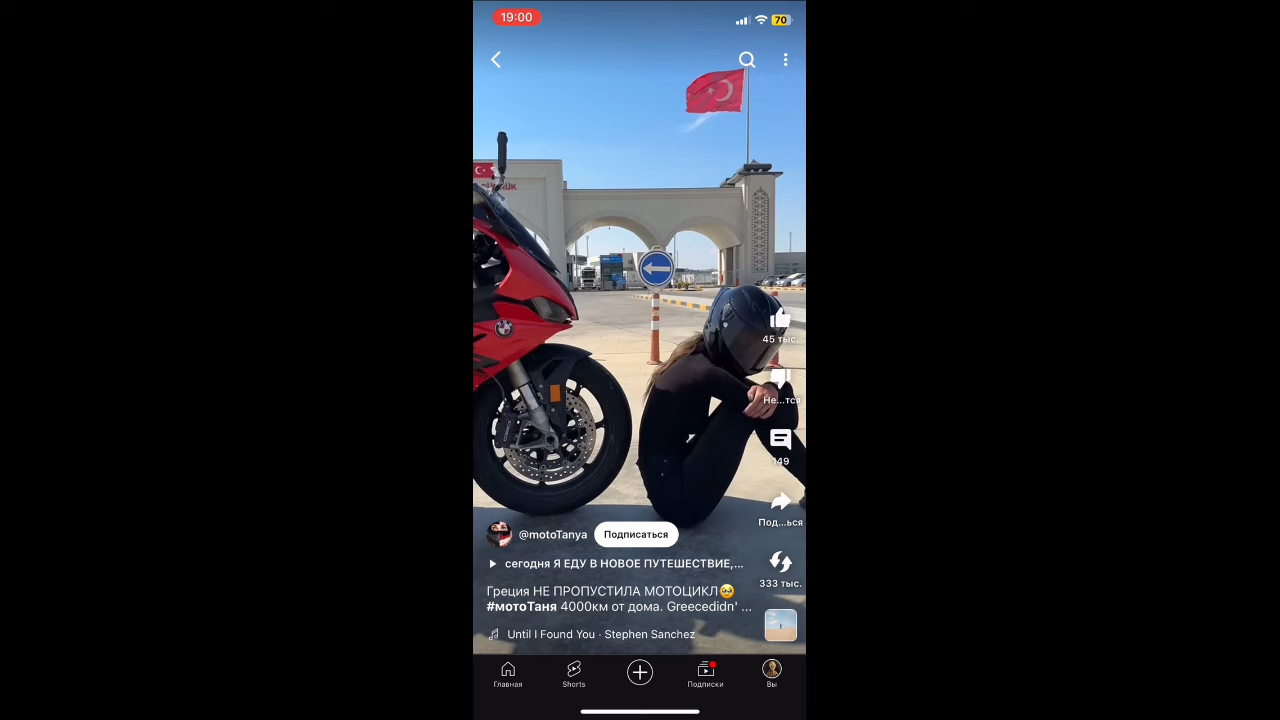 19:00
70
45 тыс.
Не...тся
149
Под...ься
333 тыс.
@motoTanya
Подписаться
сегодня Я ЕДУ В НОВОЕ ПУТЕШЕСТВИЕ,...
Греция НЕ ПРОПУСТИЛА МОТОЦИКЛ🥹
#мотоТаня 4000км от дома. Greecedidn' ...
Until I Found You · Stephen Sanchez
Главная
Shorts
Подписки
Вы